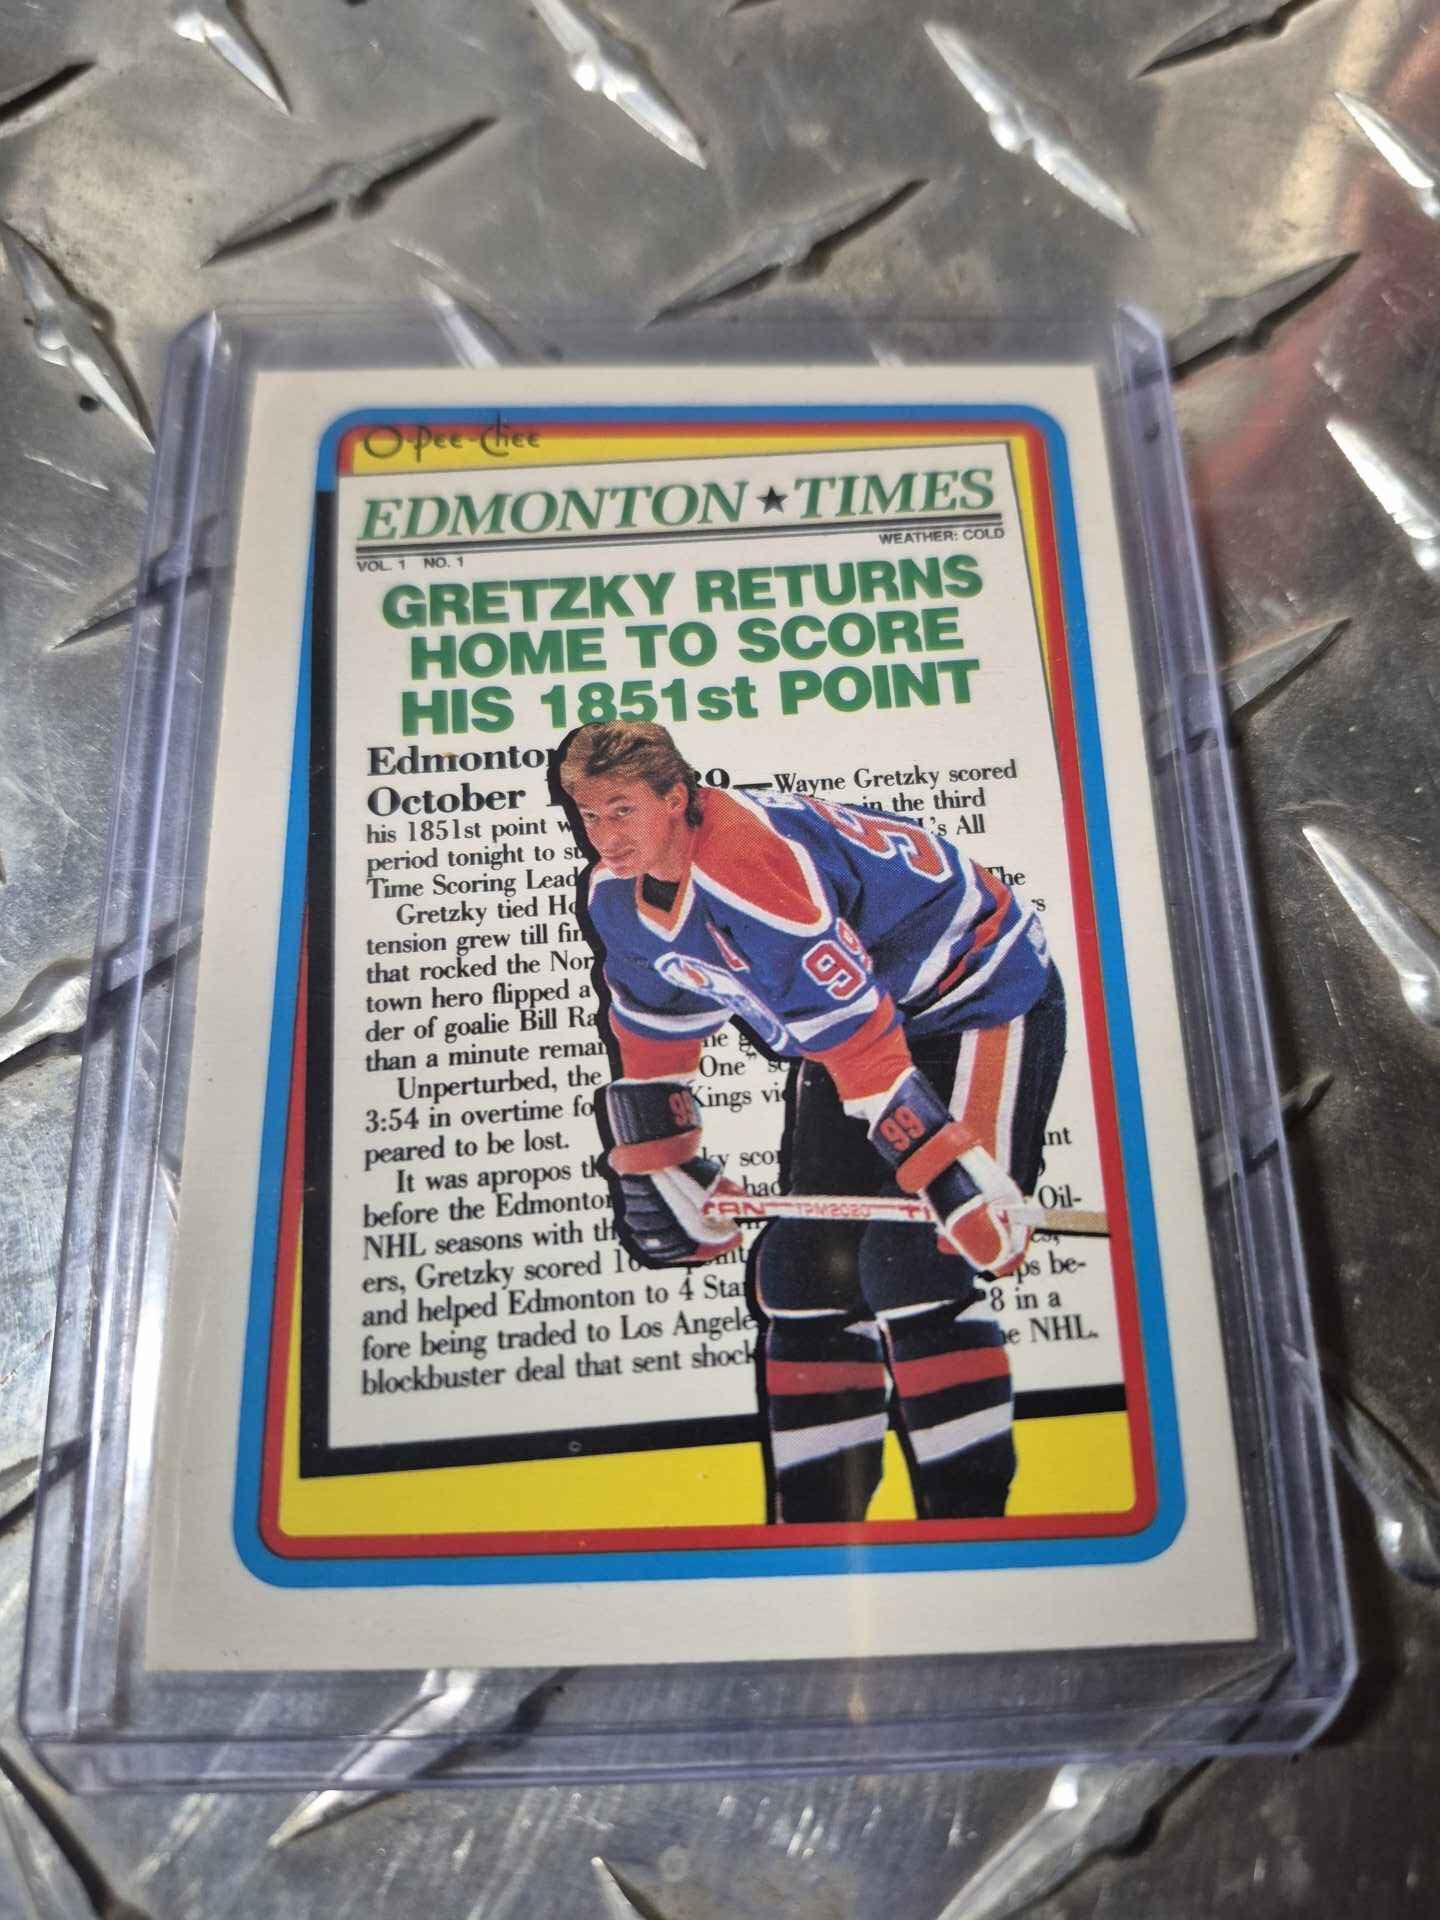 O-Pee-Chee
EDMONTON ★ TIMES
WEATHER: COLD
VOL. 1 NO. 1
GRETZKY RETURNS
HOME TO SCORE
HIS 1851st POINT
Edmonton
October 89—Wayne Gretzky scored
his 1851st point in the third
period tonight to L's All
Time Scoring Lead
Gretzky tied The
tension grew till
that rocked the
town hero flipped a
der of goalie Bill
than a minute
Unperturbed, the One"
3:54 in overtime Kings
peared to be lost.
It was apropos
before the Edmonton
NHL seasons with Oil-
ers, Gretzky scored be-
and helped Edmonton to 4 8 in a
fore being traded to Los NHL.
blockbuster deal that sent
99
99
99
TPM2020